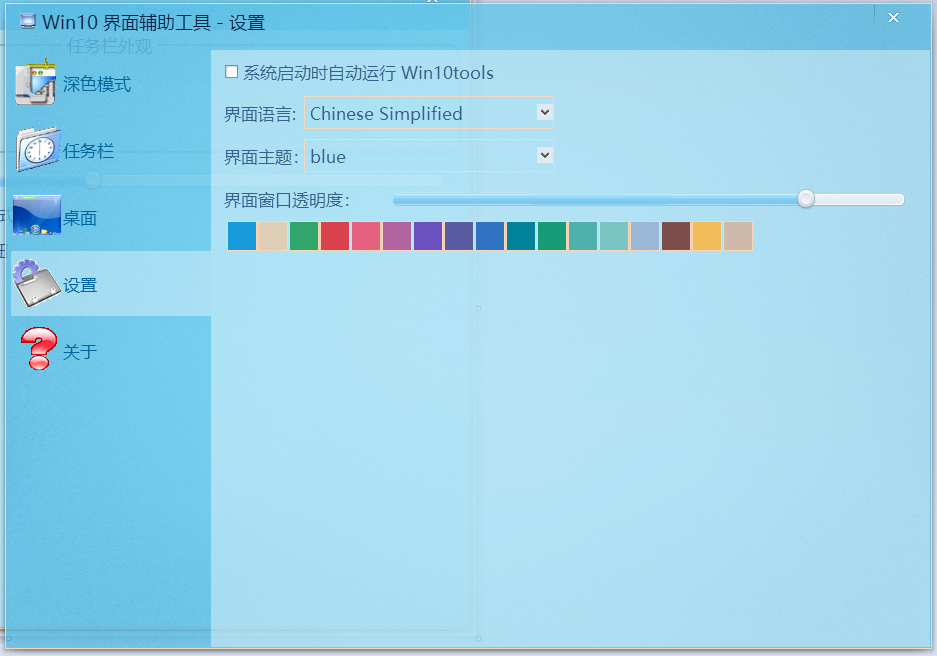 Win10 界面辅助工具 - 设置
任务栏外观
深色模式
任务栏
桌面
设置
关于
系统启动时自动运行 Win10tools
界面语言: Chinese Simplified
界面主题: blue
界面窗口透明度: